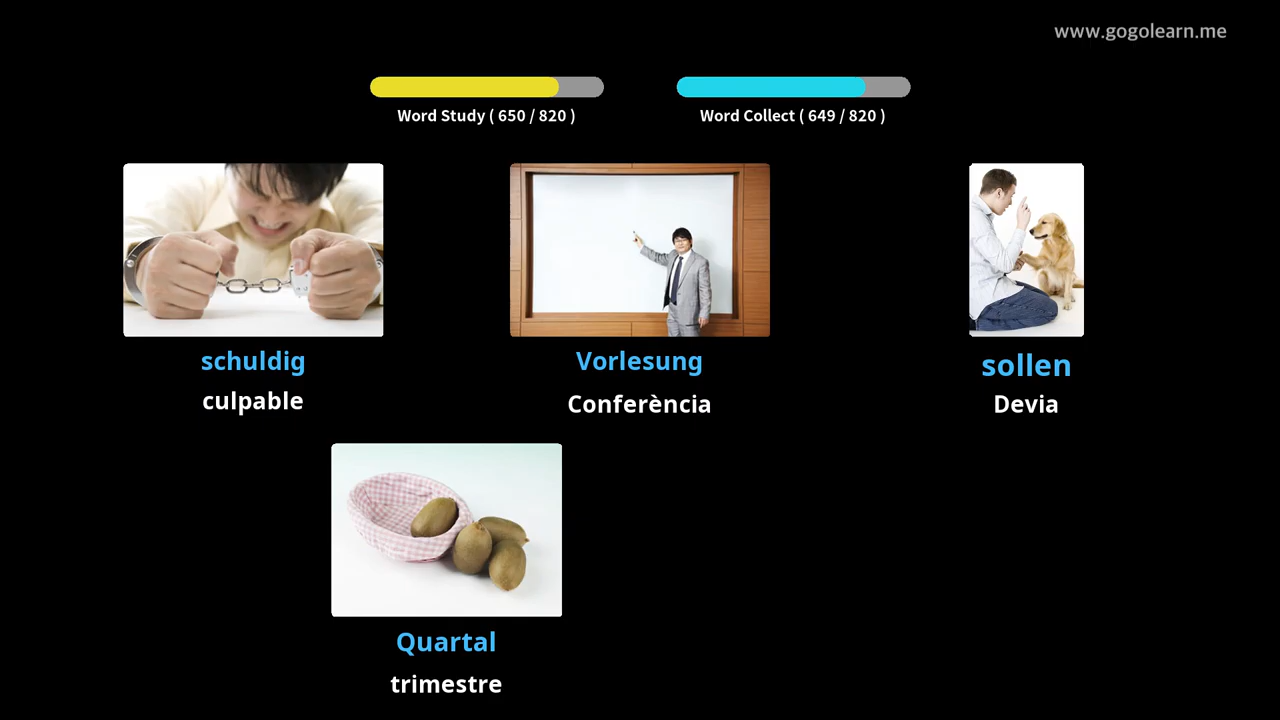 www.gogolearn.me
Word Study ( 650 / 820 )
Word Collect ( 649 / 820 )
schuldig
culpable
Vorlesung
Conferència
sollen
Devia
Quartal
trimestre